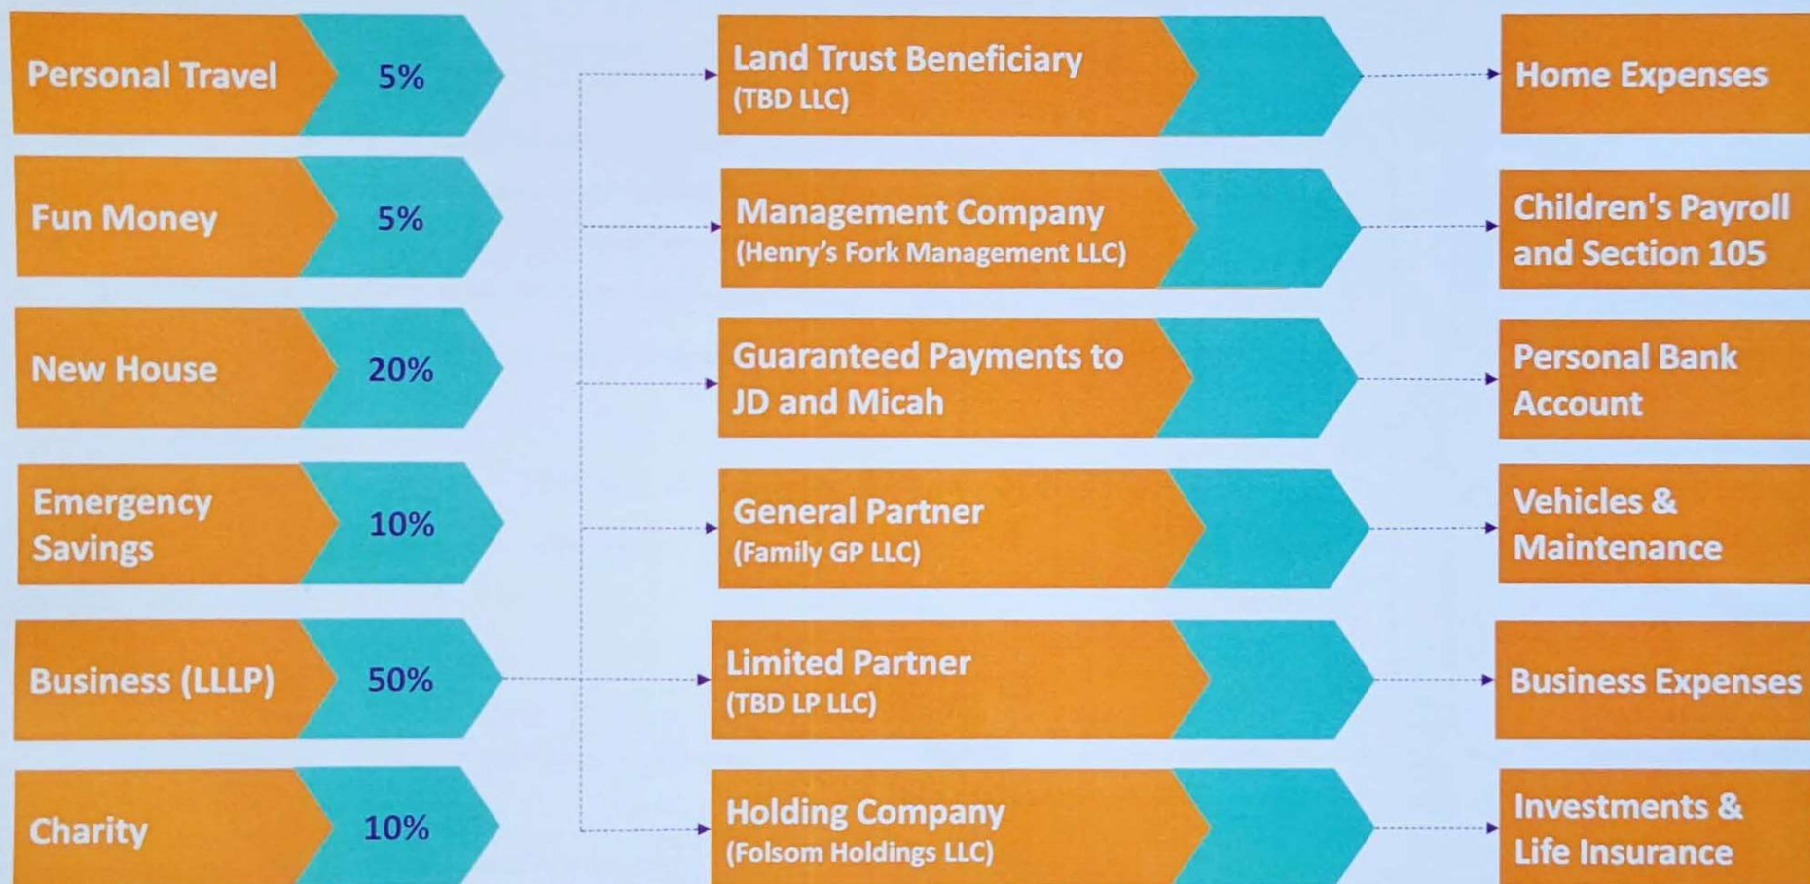 Personal Travel
5%
Fun Money
5%
New House
20%
Emergency
Savings
10%
Business (LLLP)
50%
Charity
10%
Land Trust Beneficiary
(TBD LLC)
Management Company
(Henry's Fork Management LLC)
Guaranteed Payments to
JD and Micah
General Partner
(Family GP LLC)
Limited Partner
(TBD LP LLC)
Holding Company
(Folsom Holdings LLC)
Home Expenses
Children's Payroll
and Section 105
Personal Bank
Account
Vehicles &
Maintenance
Business Expenses
Investments &
Life Insurance